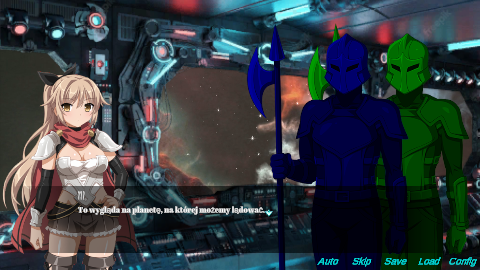 To wygląda na planetę, na której możemy lądować...
Auto Skip Save Load Config